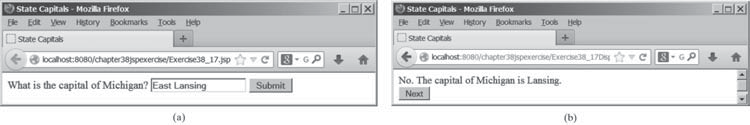 State Capitals - Mozilla Firefox
File Edit View History Bookmarks Tools Help
State Capitals
localhost:8080/chapter38jspexercise/Exercise38_17.jsp
What is the capital of Michigan? East Lansing Submit
(a)
State Capitals - Mozilla Firefox
File Edit View History Bookmarks Tools Help
State Capitals
localhost:8080/chapter38jspexercise/Exercise38_17Disp
No. The capital of Michigan is Lansing.
Next
(b)